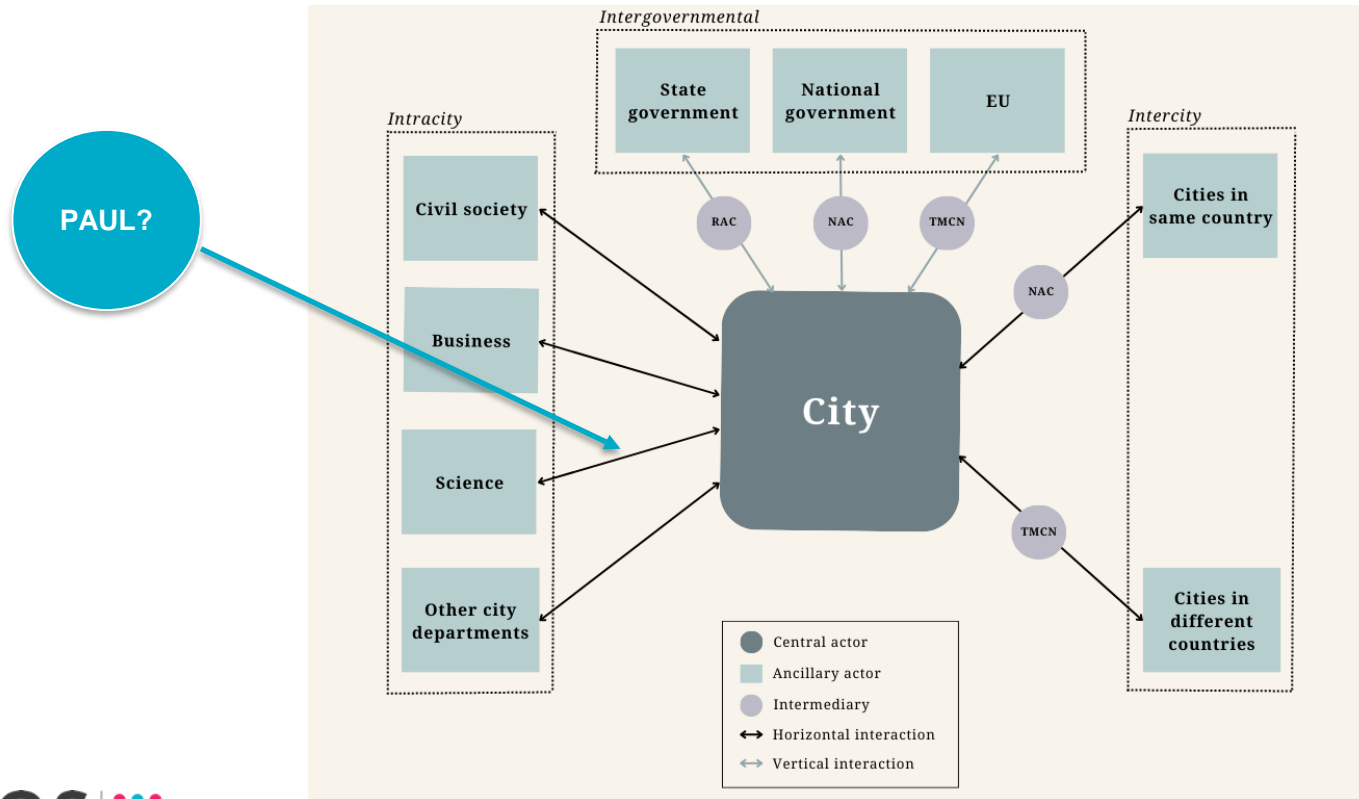 Intergovernmental
State
government
National
government
EU
Intracity
Intercity
PAUL?
Civil society
Business
Science
Other city
departments
RAC
NAC
TMCN
City
NAC
TMCN
Cities in
same country
Cities in
different
countries
Central actor
Ancillary actor
Intermediary
Horizontal interaction
Vertical interaction